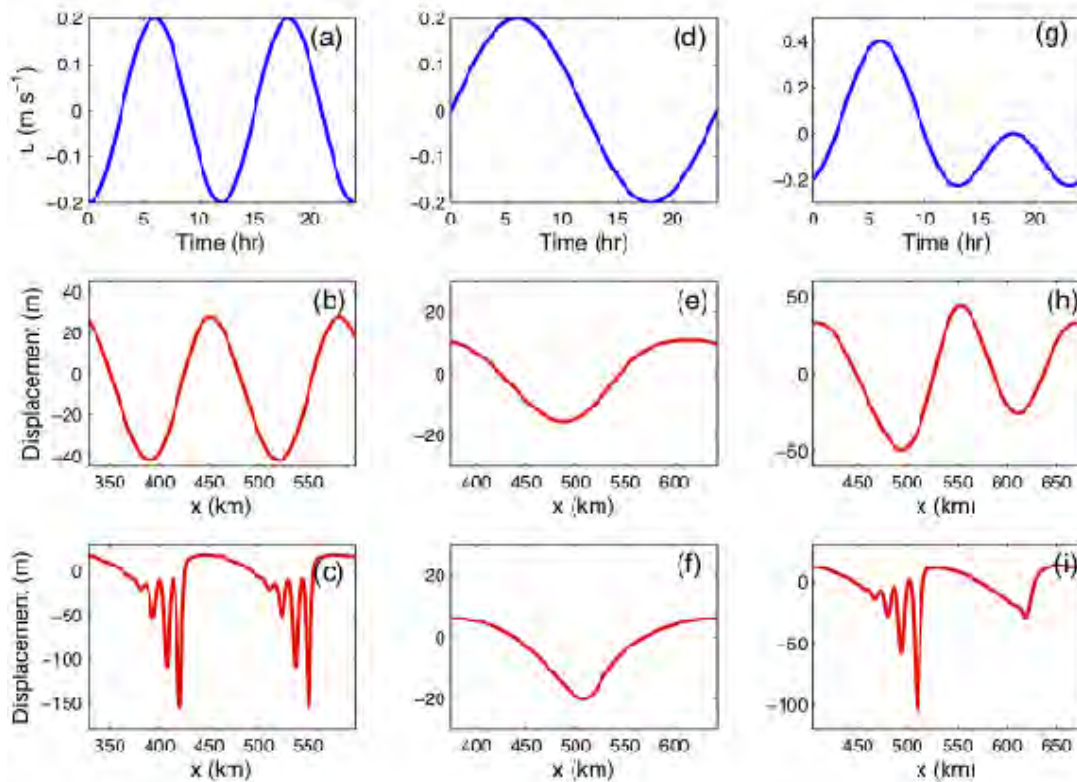 (a) (d) (g)
0.2 0.2 0.4
0.1 0.1
0 0 0
−0.1 −0.1
−0.2 −0.2 −0.2
ι (m s⁻¹)
0 5 10 15 20 0 5 10 15 20 0 5 10 15 20
Time (hr) Time (hr) Time (hr)
(b) (e) (h)
40 20 50
20
0 0 0
−20
−40 −20 −50
Displacement (m)
350 400 450 500 550 400 450 500 550 600 450 500 550 600 650
x (km) x (km) x (km)
(c) (f) (i)
0 20 0
−50
−100 0 −50
−150 −20 −100
Displacement (m)
350 400 450 500 550 400 450 500 550 600 450 500 550 600 650
x (km) x (km) x (km)